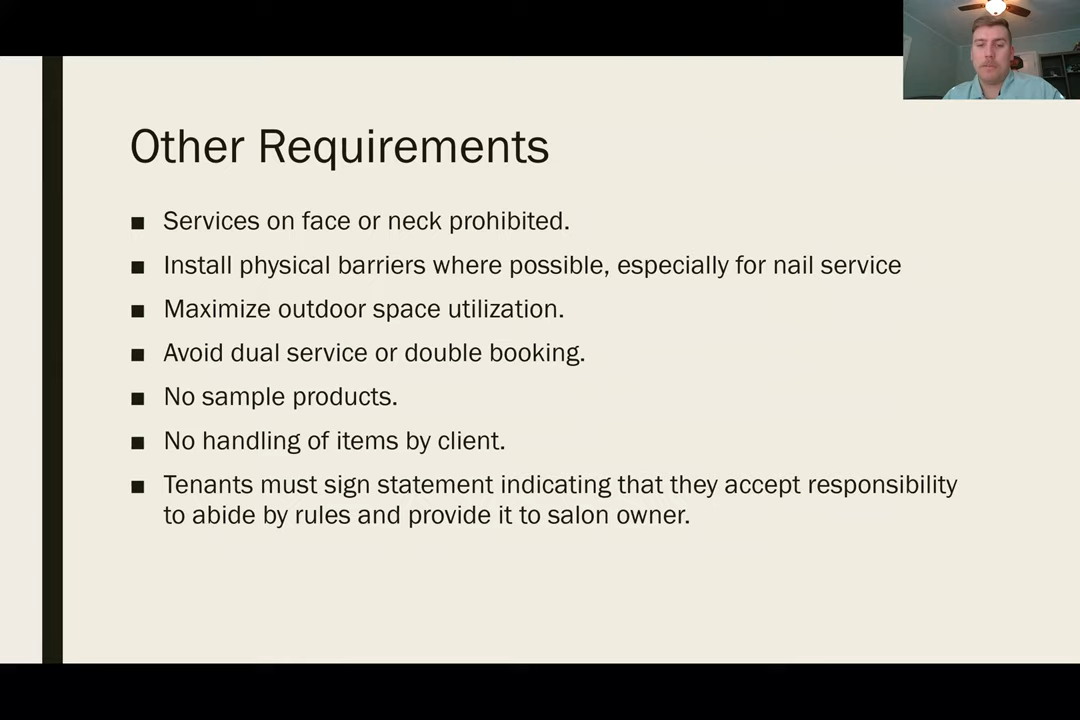 Other Requirements
■ Services on face or neck prohibited.
■ Install physical barriers where possible, especially for nail service
■ Maximize outdoor space utilization.
■ Avoid dual service or double booking.
■ No sample products.
■ No handling of items by client.
■ Tenants must sign statement indicating that they accept responsibility
to abide by rules and provide it to salon owner.